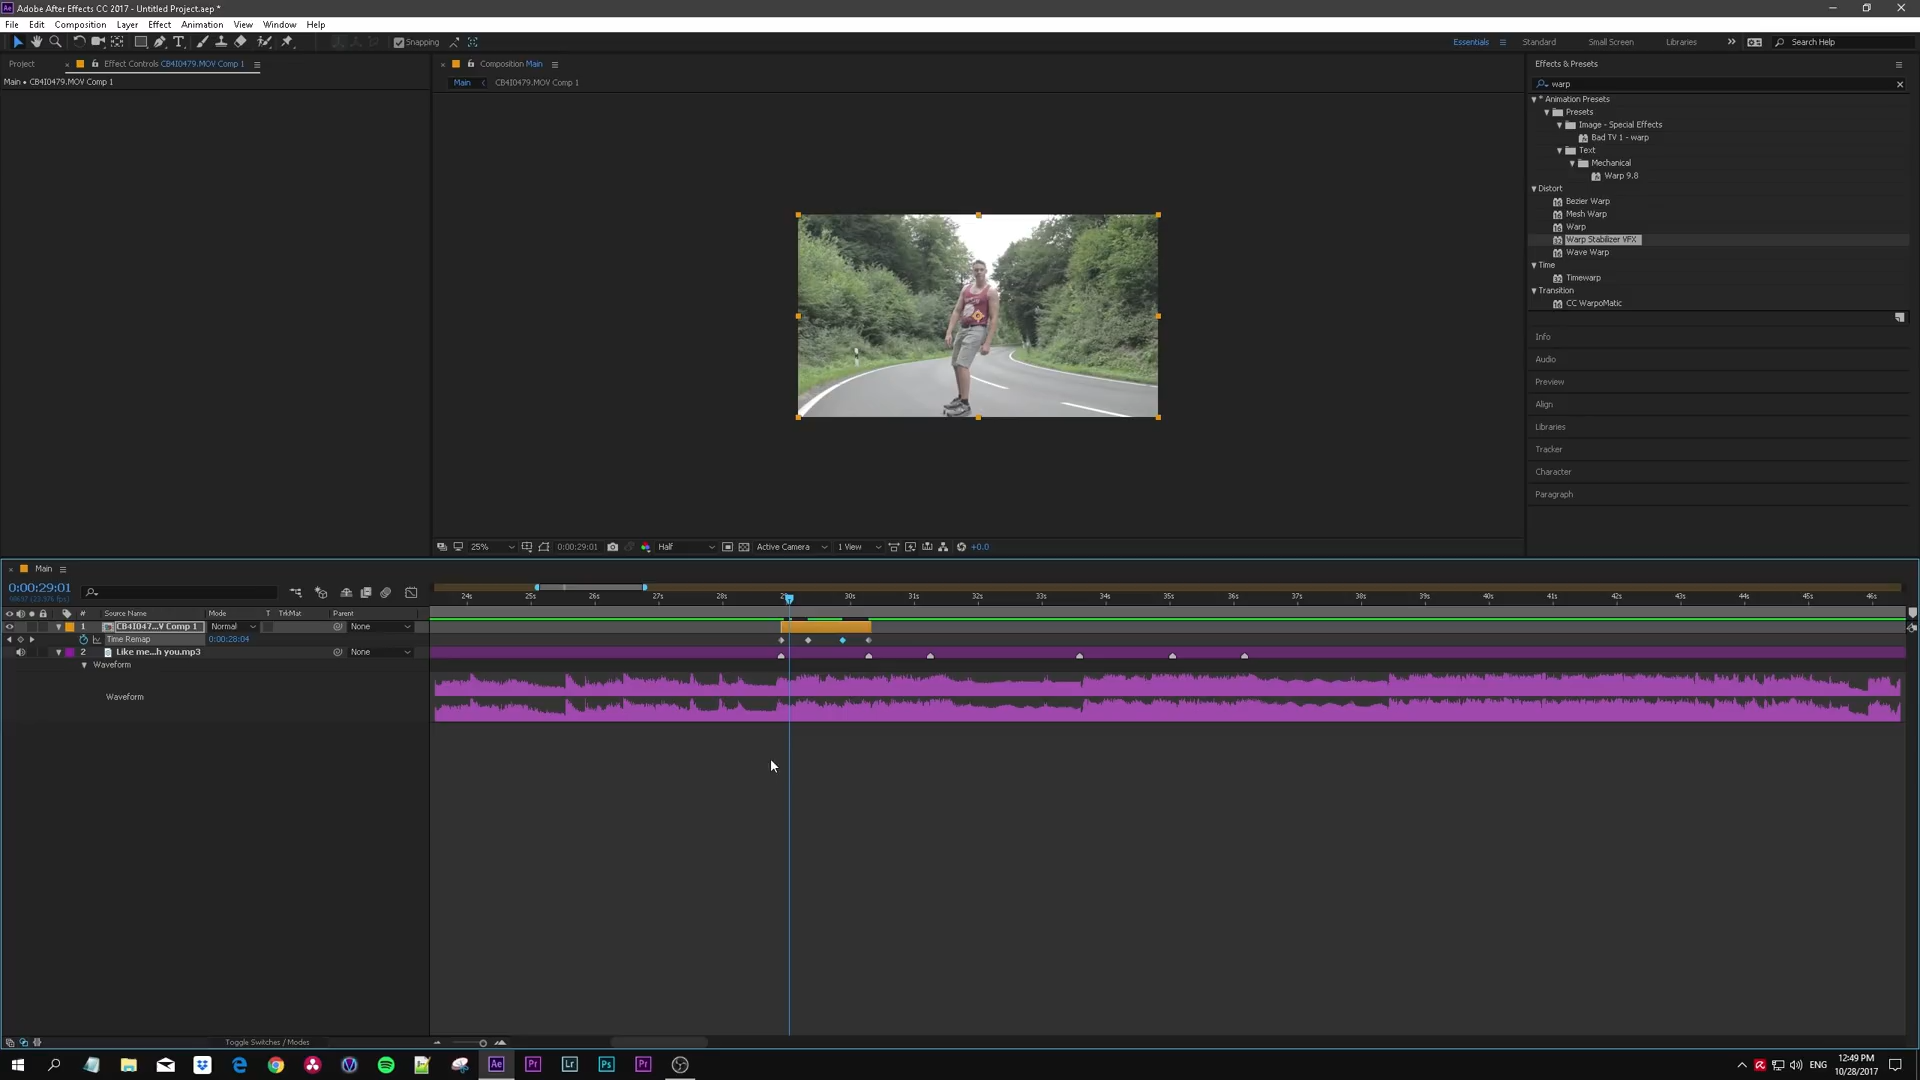 Adobe After Effects CC 2017 - Untitled Project.aep *
File Edit Composition Layer Effect Animation View Window Help
Snapping
Essentials
Standard
Small Screen
Libraries
Search Help
Project
Effect Controls CB4I0479.MOV Comp 1
Main • CB4I0479.MOV Comp 1
Composition Main
Main
CB4I0479.MOV Comp 1
Effects & Presets
warp
* Animation Presets
Presets
Image - Special Effects
Bad TV 1 - warp
Text
Mechanical
Warp 9.8
Distort
Bezier Warp
Mesh Warp
Warp
Warp Stabilizer VFX
Wave Warp
Time
Timewarp
Transition
CC WarpoMatic
Info
Audio
Preview
Align
Libraries
Tracker
Character
Paragraph
25%
0:00:29:01
Half
Active Camera
1 View
+0.0
Main
0:00:29:01
24s 25s 26s 27s 28s 30s 31s 32s 33s 34s 35s 36s 37s 38s 39s 40s 41s 42s 43s 44s 45s 46s
# Source Name Mode T TrkMat Parent
1 CB4I047...V Comp 1 Normal None
Time Remap 0:00:28:04
2 Like me...h you.mp3 None
Waveform
Waveform
Toggle Switches / Modes
Ae Pr Lr Ps Pr
ENG
12:49 PM
10/28/2017